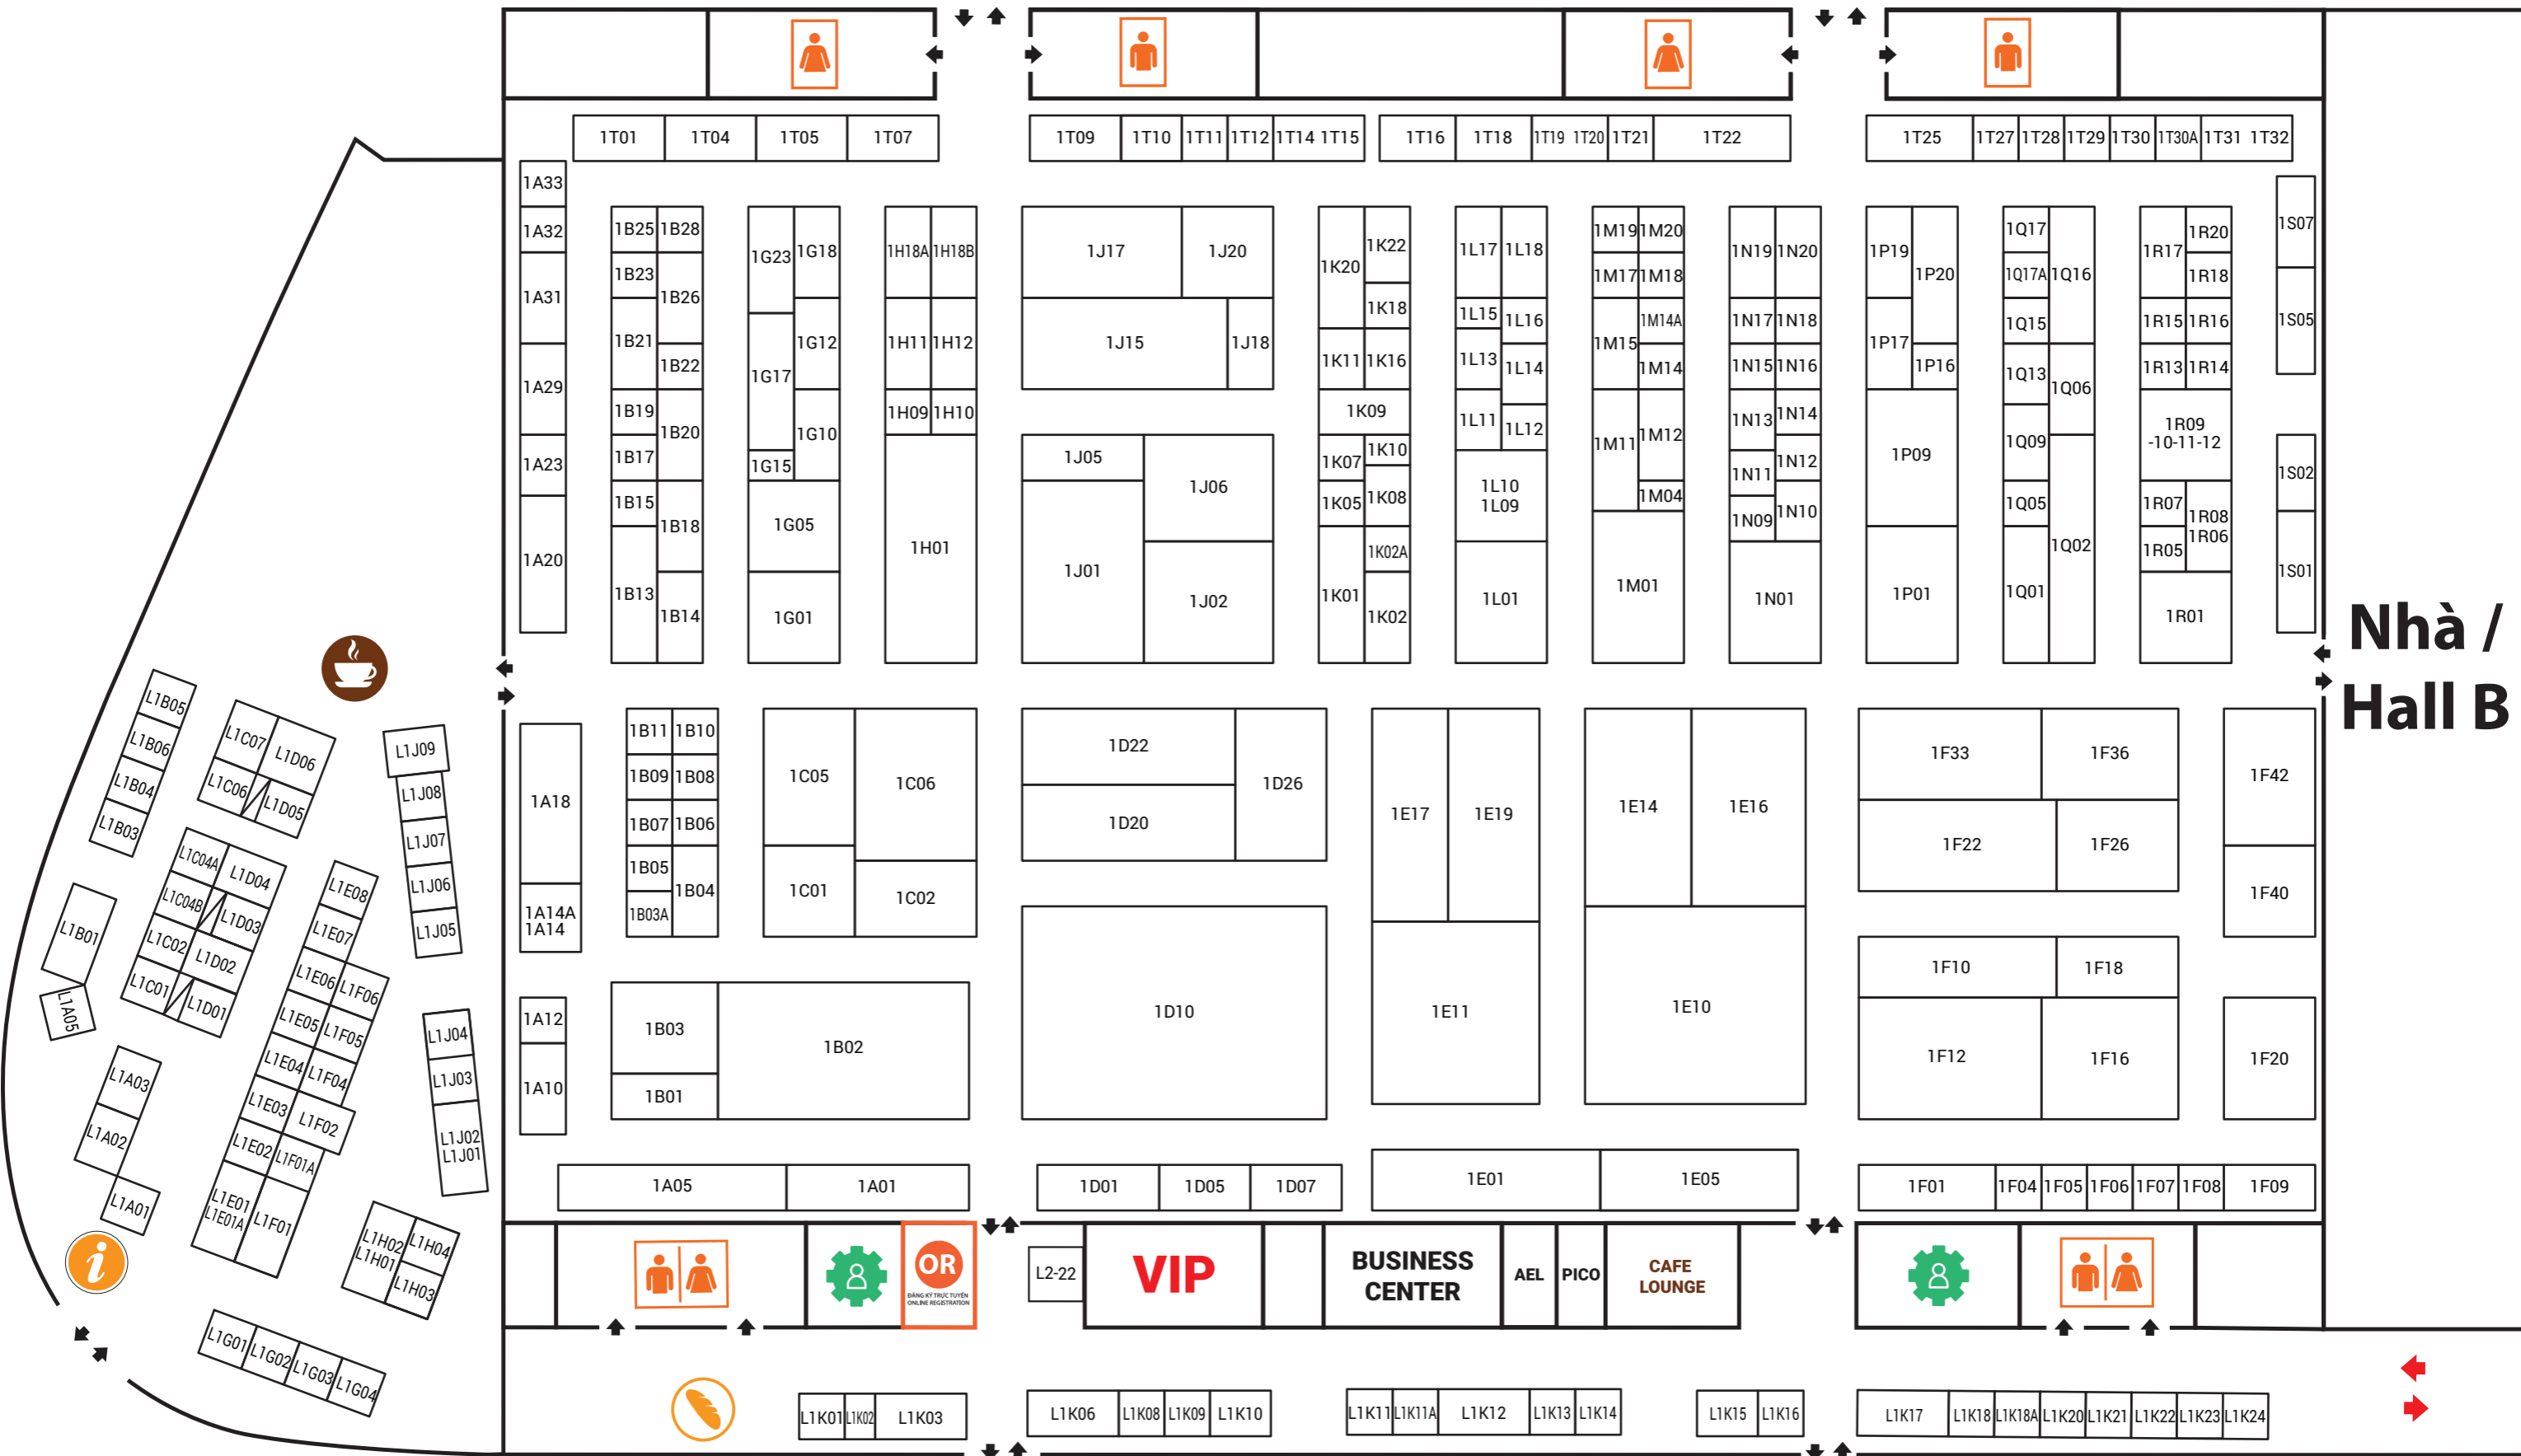 1T01 1T04 1T05 1T07 1T09 1T10 1T11 1T12 1T14 1T15 1T16 1T18 1T19 1T20 1T21 1T22 1T25 1T27 1T28 1T29 1T30 1T30A 1T31 1T32
1A33
1A32
1A31
1A29
1A23
1A20
1B25 1B28
1B23
1B26
1B21
1B22
1B19
1B20
1B17
1B15
1B18
1B13
1B14
1G23 1G18
1G12
1G17
1G10
1G15
1G05
1G01
1H18A 1H18B
1H11 1H12
1H09 1H10
1H01
1J17 1J20
1J15 1J18
1J05
1J06
1J01
1J02
1K22
1K20
1K18
1K11 1K16
1K09
1K10
1K07
1K05 1K08
1K02A
1K01
1K02
1L17 1L18
1L15 1L16
1L13
1L14
1L11
1L12
1L10
1L09
1L01
1M19 1M20
1M17 1M18
1M14A
1M15
1M14
1M11 1M12
1M04
1M01
1N19 1N20
1N17 1N18
1N15 1N16
1N13 1N14
1N12
1N11
1N09 1N10
1N01
1P19
1P20
1P17
1P16
1P09
1P01
1Q17
1Q17A 1Q16
1Q15
1Q13
1Q06
1Q09
1Q05
1Q02
1Q01
1R20
1R17
1R18
1R15 1R16
1R13 1R14
1R09
-10-11-12
1R07
1R08
1R06
1R05
1R01
1S07
1S05
1S02
1S01
Nhà /
Hall B
L1B05
L1B06
L1B04
L1B03
L1C07 L1D06
L1C06 L1D05
L1J09
L1J08
L1J07
L1J06
L1J05
L1C04A L1D04
L1C04B L1D03
L1C02 L1D02
L1C01 L1D01
L1B01
L1A05
L1E08
L1E07
L1E06 L1F06
L1E05 L1F05
L1E04 L1F04
L1E03 L1F02
L1E02 L1F01A
L1E01
L1E01A
L1F01
L1J04
L1J03
L1J02
L1J01
L1A03
L1A02
L1A01
L1H02
L1H01
L1H04
L1H03
L1G01 L1G02 L1G03 L1G04
1A18
1A14A
1A14
1A12
1A10
1B11 1B10
1B09 1B08
1B07 1B06
1B05
1B04
1B03A
1C05 1C06
1C01 1C02
1B03
1B02
1B01
1D22
1D26
1D20
1D10
1E17 1E19
1E11
1E14 1E16
1E10
1F33 1F36
1F22 1F26
1F42
1F40
1F10 1F18
1F12 1F16
1F20
1A05 1A01 1D01 1D05 1D07 1E01 1E05 1F01 1F04 1F05 1F06 1F07 1F08 1F09
i
OR
ĐĂNG KÝ TRỰC TUYẾN
ONLINE REGISTRATION
L2-22
VIP
BUSINESS
CENTER
AEL
PICO
CAFE
LOUNGE
L1K01 L1K02 L1K03 L1K06 L1K08 L1K09 L1K10 L1K11 L1K11A L1K12 L1K13 L1K14 L1K15 L1K16 L1K17 L1K18 L1K18A L1K20 L1K21 L1K22 L1K23 L1K24